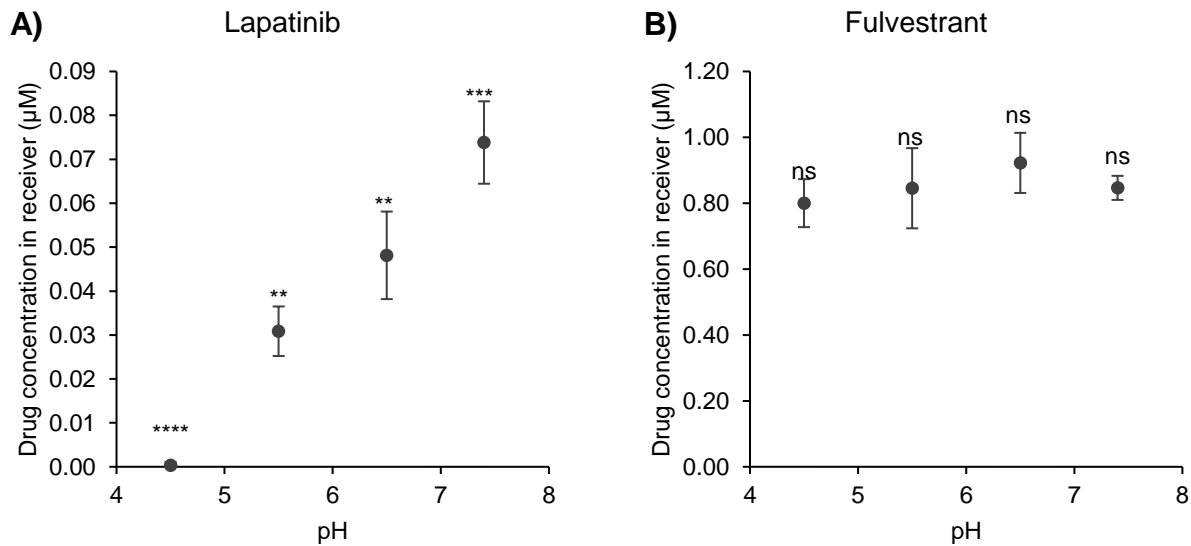 A)
Lapatinib
Drug concentration in receiver (µM)
0.09
0.08
0.07
0.06
0.05
0.04
0.03
0.02
0.01
0.00
****
**
**
***
4
5
6
7
8
pH
B)
Fulvestrant
Drug concentration in receiver (µM)
1.20
1.00
0.80
0.60
0.40
0.20
0.00
ns
ns
ns
ns
4
5
6
7
8
pH